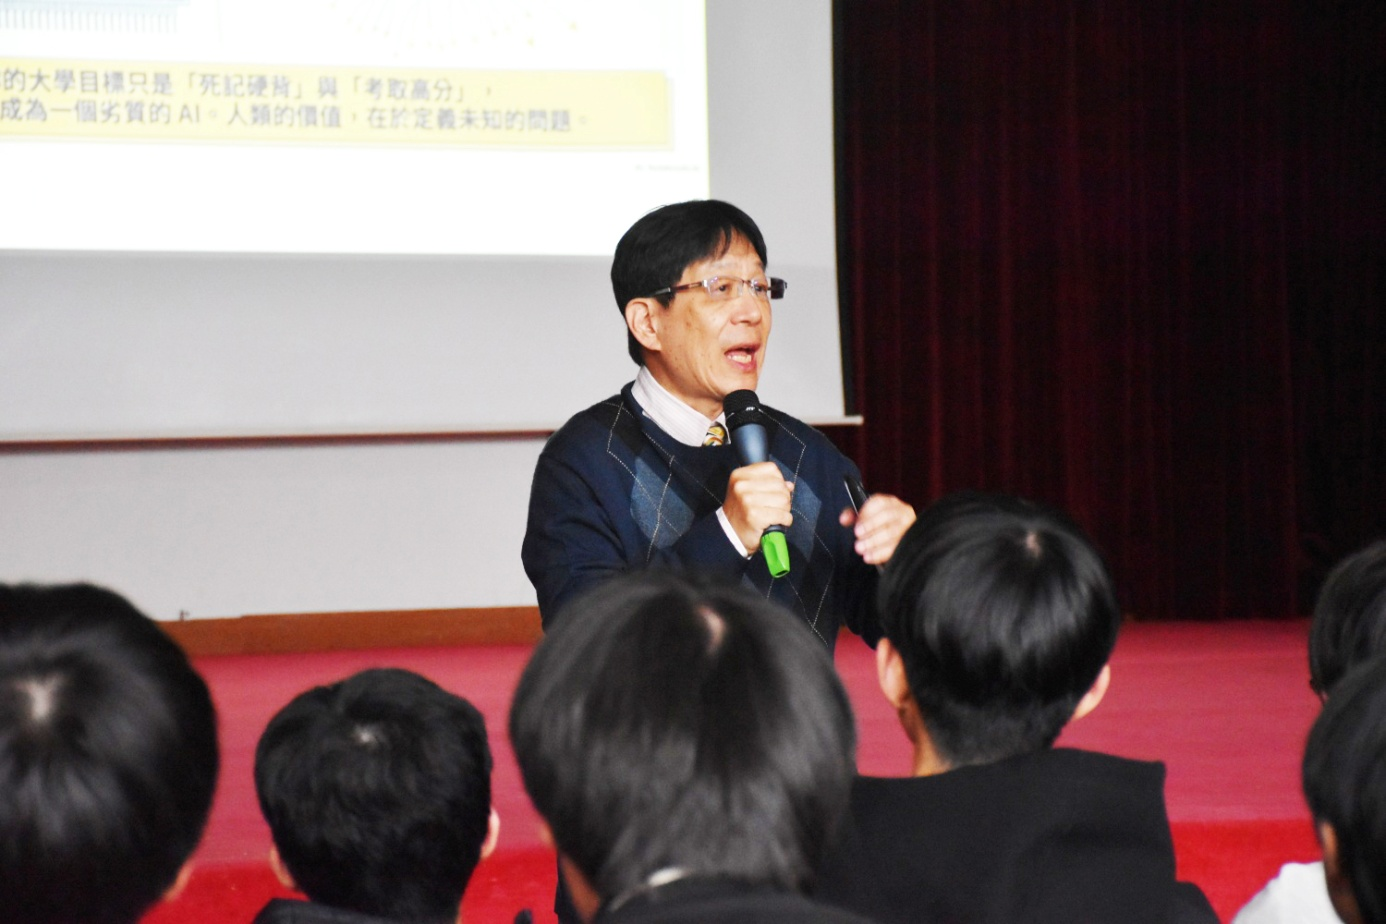 的大學目標只是「死記硬背」與「考取高分」，
成為一個劣質的 AI。人類的價值，在於定義未知的問題。